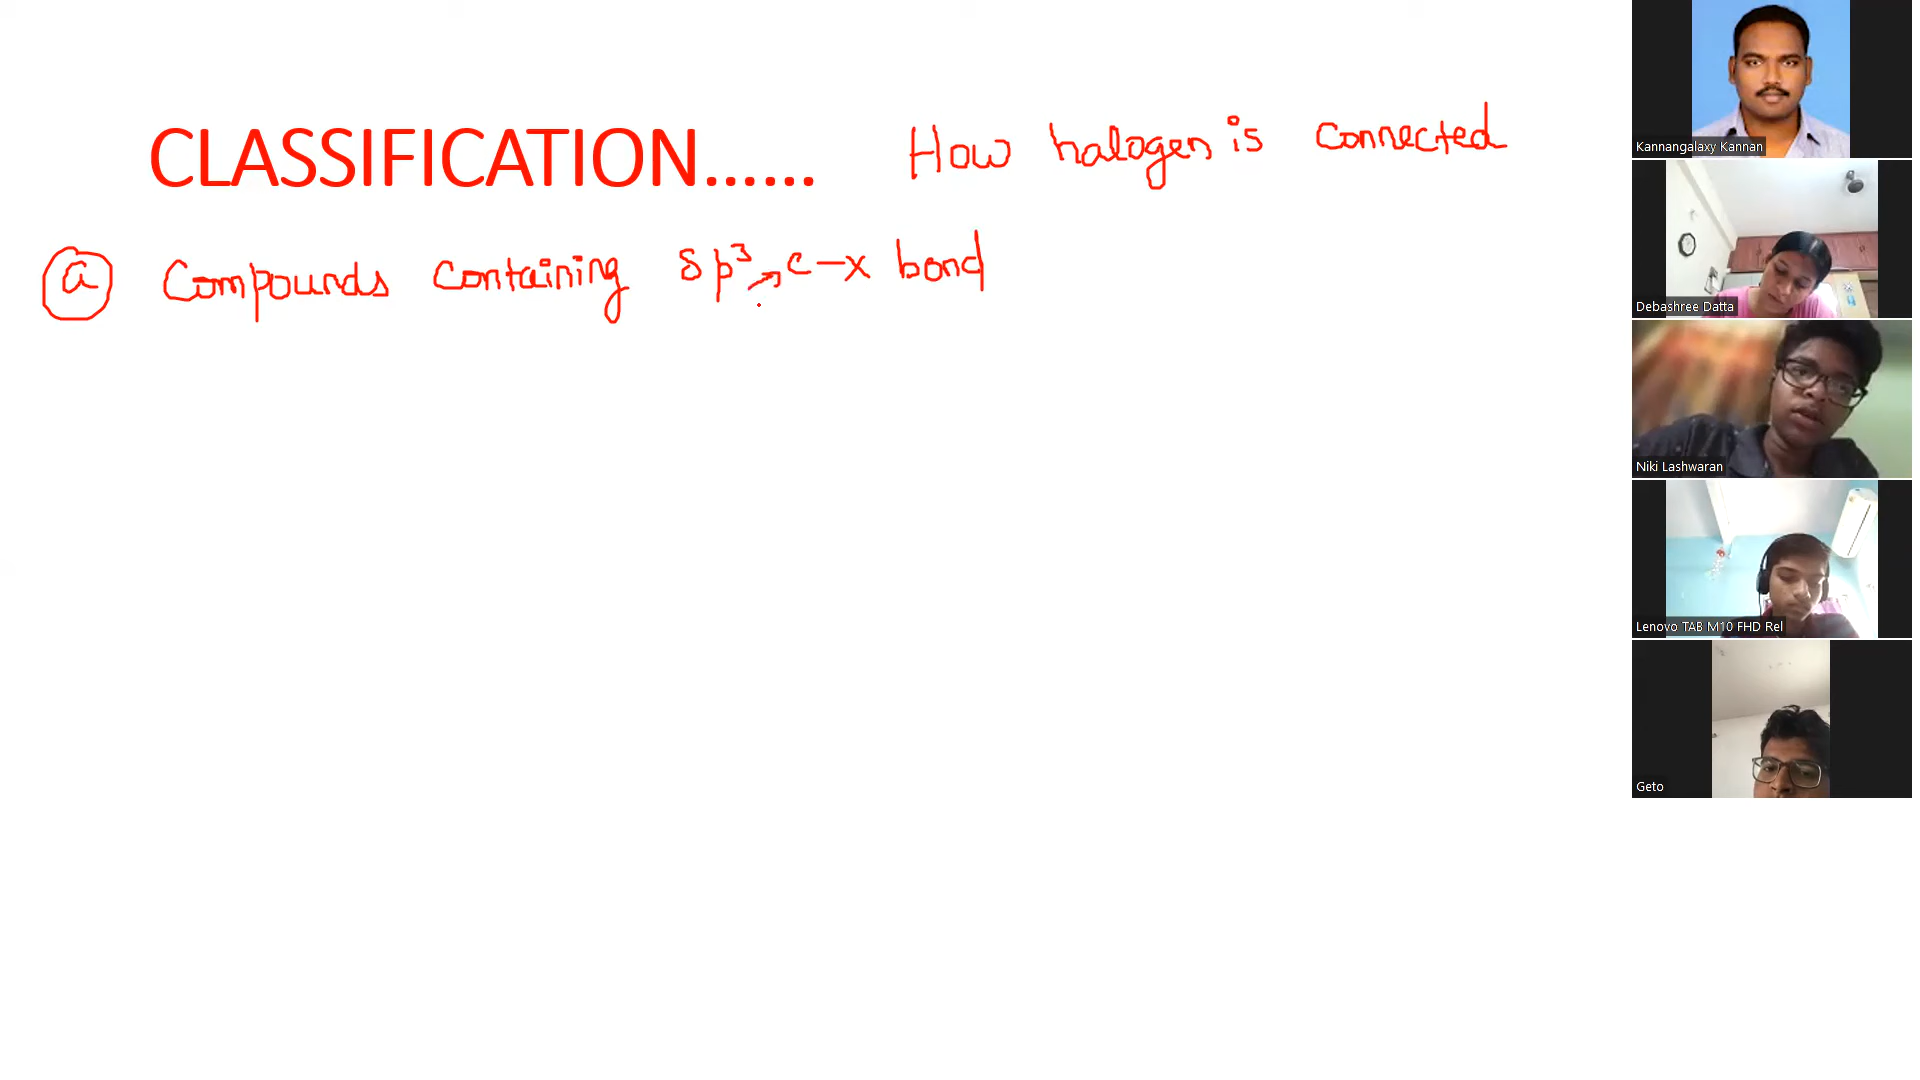 CLASSIFICATION...... How halogen is connected
a Compounds containing sp³ c-x bond
Kannangalaxy Kannan
Debashree Datta
Niki Lashwaran
Lenovo TAB M10 FHD Rel
Geto